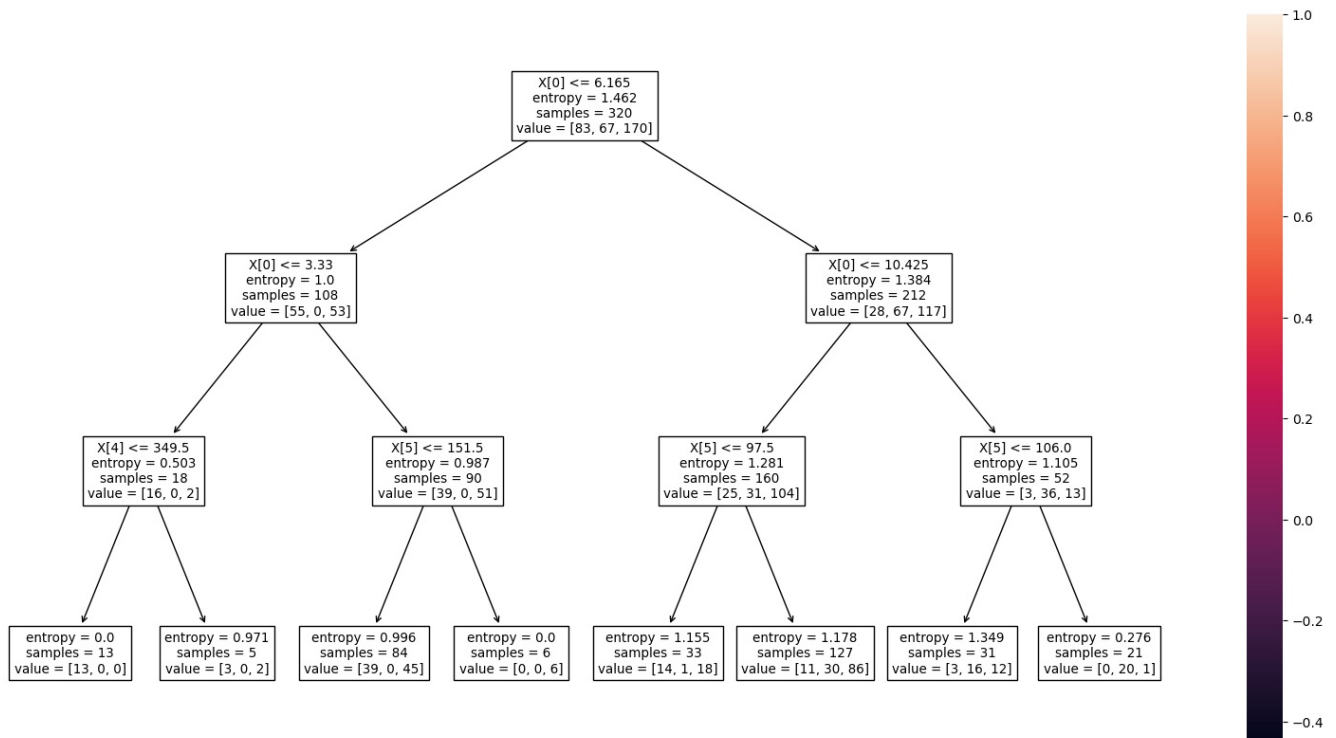 X[0] <= 6.165
entropy = 1.462
samples = 320
value = [83, 67, 170]
X[0] <= 3.33
entropy = 1.0
samples = 108
value = [55, 0, 53]
X[0] <= 10.425
entropy = 1.384
samples = 212
value = [28, 67, 117]
X[4] <= 349.5
entropy = 0.503
samples = 18
value = [16, 0, 2]
X[5] <= 151.5
entropy = 0.987
samples = 90
value = [39, 0, 51]
X[5] <= 97.5
entropy = 1.281
samples = 160
value = [25, 31, 104]
X[5] <= 106.0
entropy = 1.105
samples = 52
value = [3, 36, 13]
entropy = 0.0
samples = 13
value = [13, 0, 0]
entropy = 0.971
samples = 5
value = [3, 0, 2]
entropy = 0.996
samples = 84
value = [39, 0, 45]
entropy = 0.0
samples = 6
value = [0, 0, 6]
entropy = 1.155
samples = 33
value = [14, 1, 18]
entropy = 1.178
samples = 127
value = [11, 30, 86]
entropy = 1.349
samples = 31
value = [3, 16, 12]
entropy = 0.276
samples = 21
value = [0, 20, 1]
1.0
0.8
0.6
0.4
0.2
0.0
−0.2
−0.4